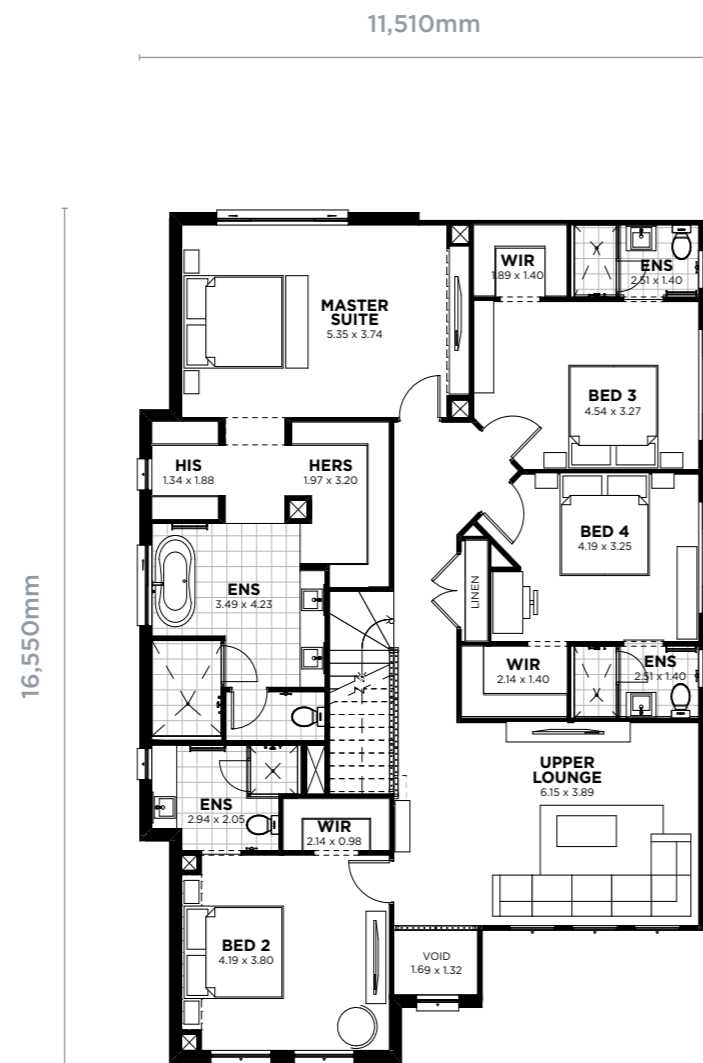 11,510mm
16,550mm
MASTER
SUITE
5.35 x 3.74
WIR
1.89 x 1.40
ENS
2.51 x 1.40
BED 3
4.54 x 3.27
HIS
1.34 x 1.88
HERS
1.97 x 3.20
BED 4
4.19 x 3.25
ENS
3.49 x 4.23
LINEN
WIR
2.14 x 1.40
ENS
2.51 x 1.40
UPPER
LOUNGE
6.15 x 3.89
ENS
2.94 x 2.05
WIR
2.14 x 0.98
BED 2
4.19 x 3.80
VOID
1.69 x 1.32